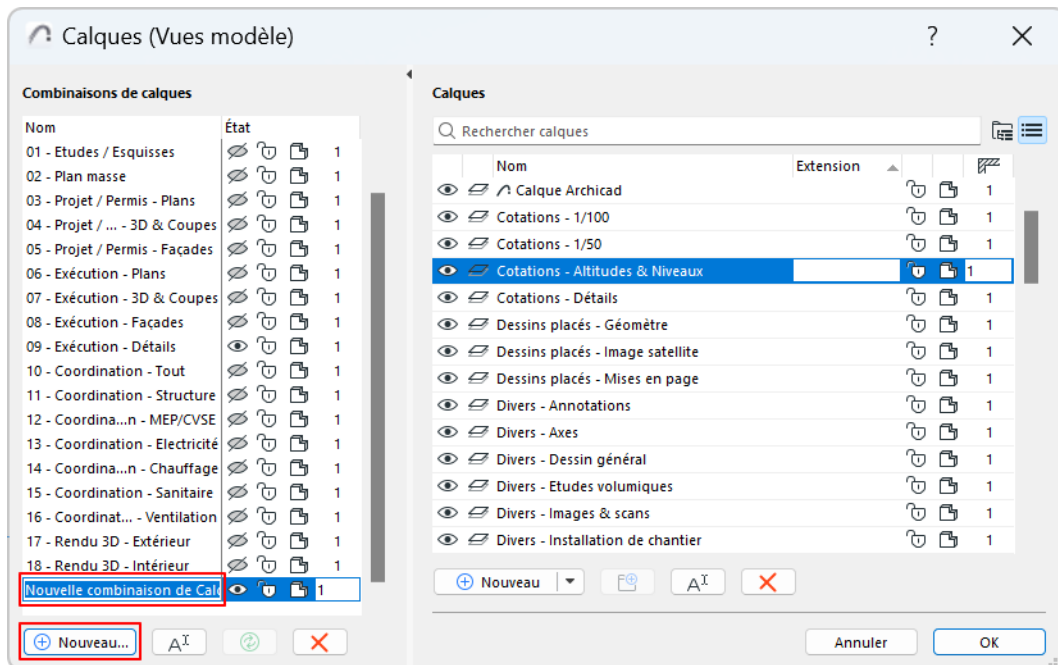 Calques (Vues modèle)
?
Combinaisons de calques
Nom État
01 - Etudes / Esquisses 1
02 - Plan masse 1
03 - Projet / Permis - Plans 1
04 - Projet / ... - 3D & Coupes 1
05 - Projet / Permis - Façades 1
06 - Exécution - Plans 1
07 - Exécution - 3D & Coupes 1
08 - Exécution - Façades 1
09 - Exécution - Détails 1
10 - Coordination - Tout 1
11 - Coordination - Structure 1
12 - Coordina...n - MEP/CVSE 1
13 - Coordination - Electricité 1
14 - Coordina...n - Chauffage 1
15 - Coordination - Sanitaire 1
16 - Coordinat... - Ventilation 1
17 - Rendu 3D - Extérieur 1
18 - Rendu 3D - Intérieur 1
Nouvelle combinaison de Cal 1
Nouveau...
Calques
Rechercher calques
Nom Extension
Calque Archicad 1
Cotations - 1/100 1
Cotations - 1/50 1
Cotations - Altitudes & Niveaux 1
Cotations - Détails 1
Dessins placés - Géomètre 1
Dessins placés - Image satellite 1
Dessins placés - Mises en page 1
Divers - Annotations 1
Divers - Axes 1
Divers - Dessin général 1
Divers - Etudes volumiques 1
Divers - Images & scans 1
Divers - Installation de chantier 1
Nouveau
Annuler OK